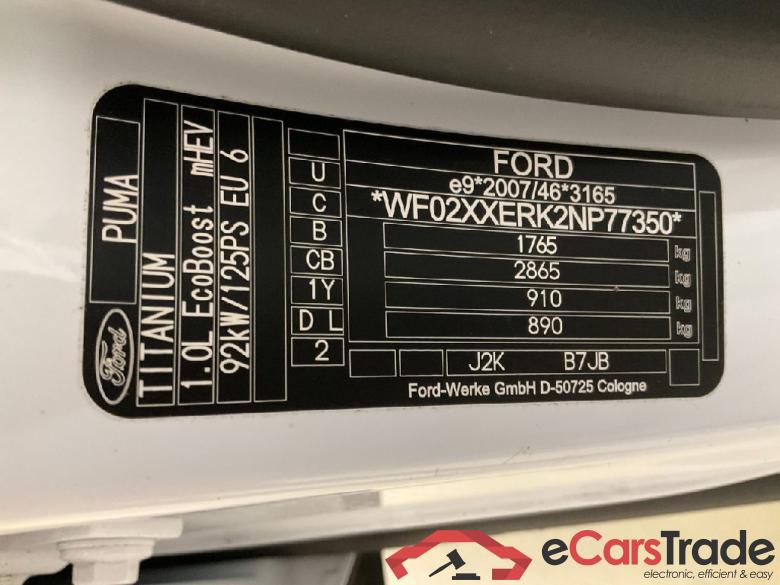 FORD
e9*2007/46*3165
*WF02XXERK2NP77350*
1765 kg
2865 kg
910 kg
890 kg
J2K B7JB
Ford-Werke GmbH D-50725 Cologne
U
C
B
CB
1Y
D L
2
Ford
PUMA
TITANIUM
1.0L EcoBoost mHEV
92kW/125PS EU 6
eCarsTrade
electronic, efficient & easy